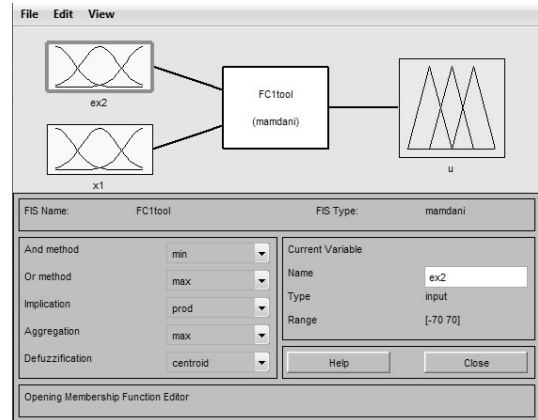 File Edit View
ex2
FC1tool
(mamdani)
x1
u
FIS Name: FC1tool FIS Type: mamdani
And method min
Or method max
Implication prod
Aggregation max
Defuzzification centroid
Current Variable
Name ex2
Type input
Range [-70 70]
Help Close
Opening Membership Function Editor